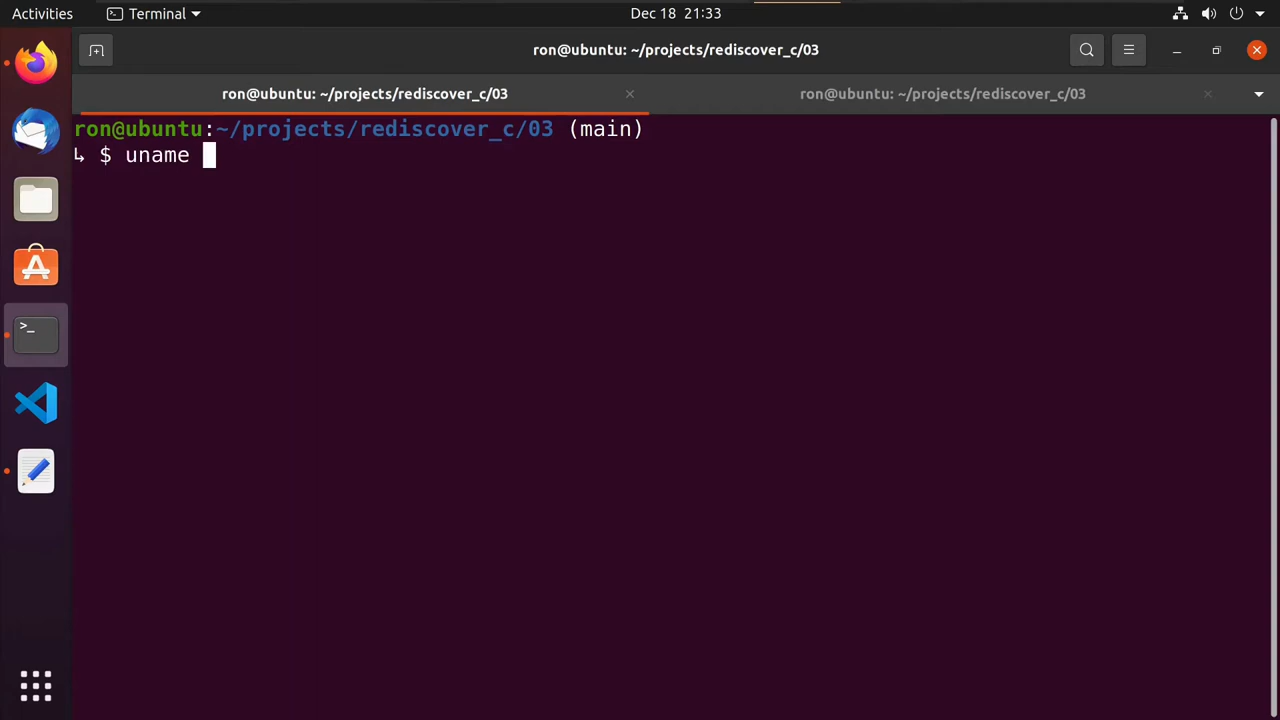 Activities Terminal Dec 18 21:33
ron@ubuntu: ~/projects/rediscover_c/03
ron@ubuntu: ~/projects/rediscover_c/03 ron@ubuntu: ~/projects/rediscover_c/03
ron@ubuntu:~/projects/rediscover_c/03 (main)
↳ $ uname